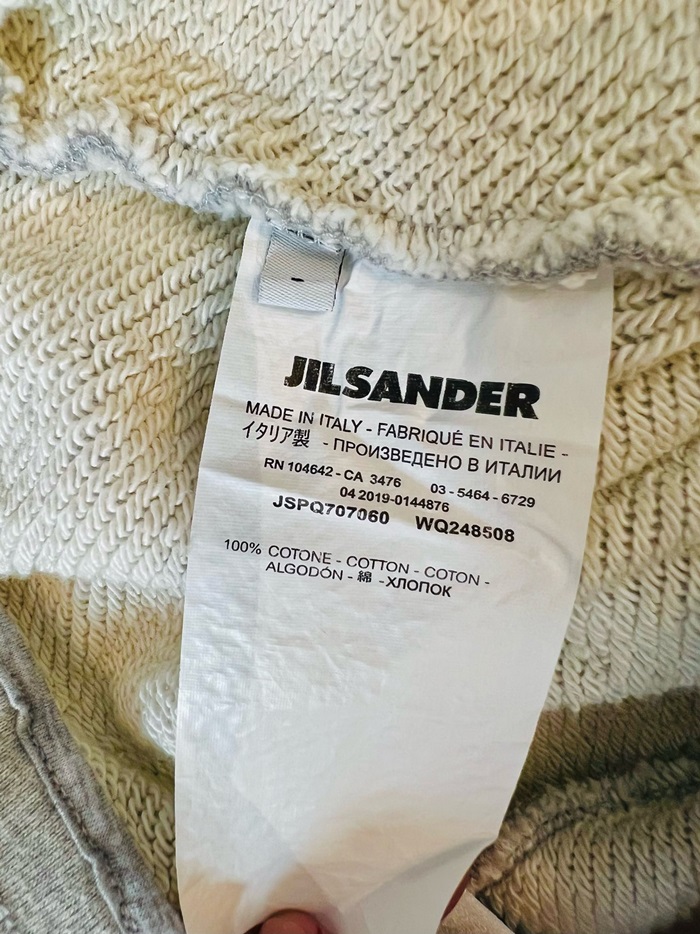 JILSANDER
MADE IN ITALY - FABRIQUÉ EN ITALIE -
イタリア製 - ПРОИЗВЕДЕНО В ИТАЛИИ
RN 104642 - CA 3476 03 - 5464 - 6729
04 2019-0144876
JSPQ707060 WQ248508
100% COTONE - COTTON - COTON -
ALGODÓN - 綿 -ХЛОПОК